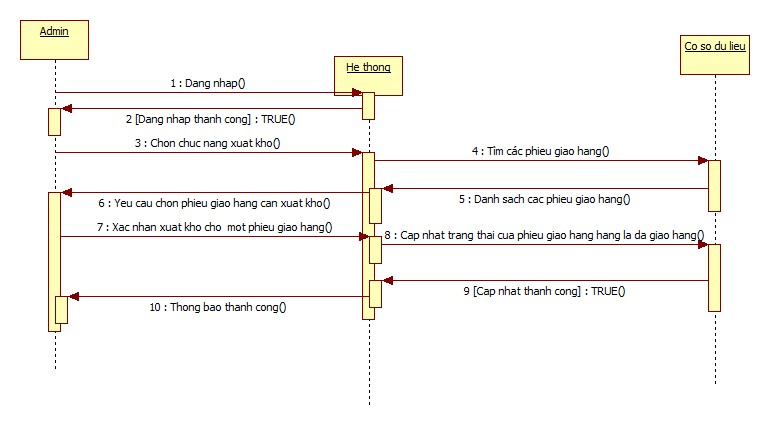 Admin
He thong
Co so du lieu
1 : Dang nhap()
2 [Dang nhap thanh cong] : TRUE()
3 : Chon chuc nang xuat kho()
4 : Tìm các phieu giao hang()
5 : Danh sach cac phieu giao hang()
6 : Yeu cau chon phieu giao hang can xuat kho()
7 : Xac nhan xuat kho cho mot phieu giao hang()
8 : Cap nhat trang thai cua phieu giao hang hang la da giao hang()
9 [Cap nhat thanh cong] : TRUE()
10 : Thong bao thanh cong()